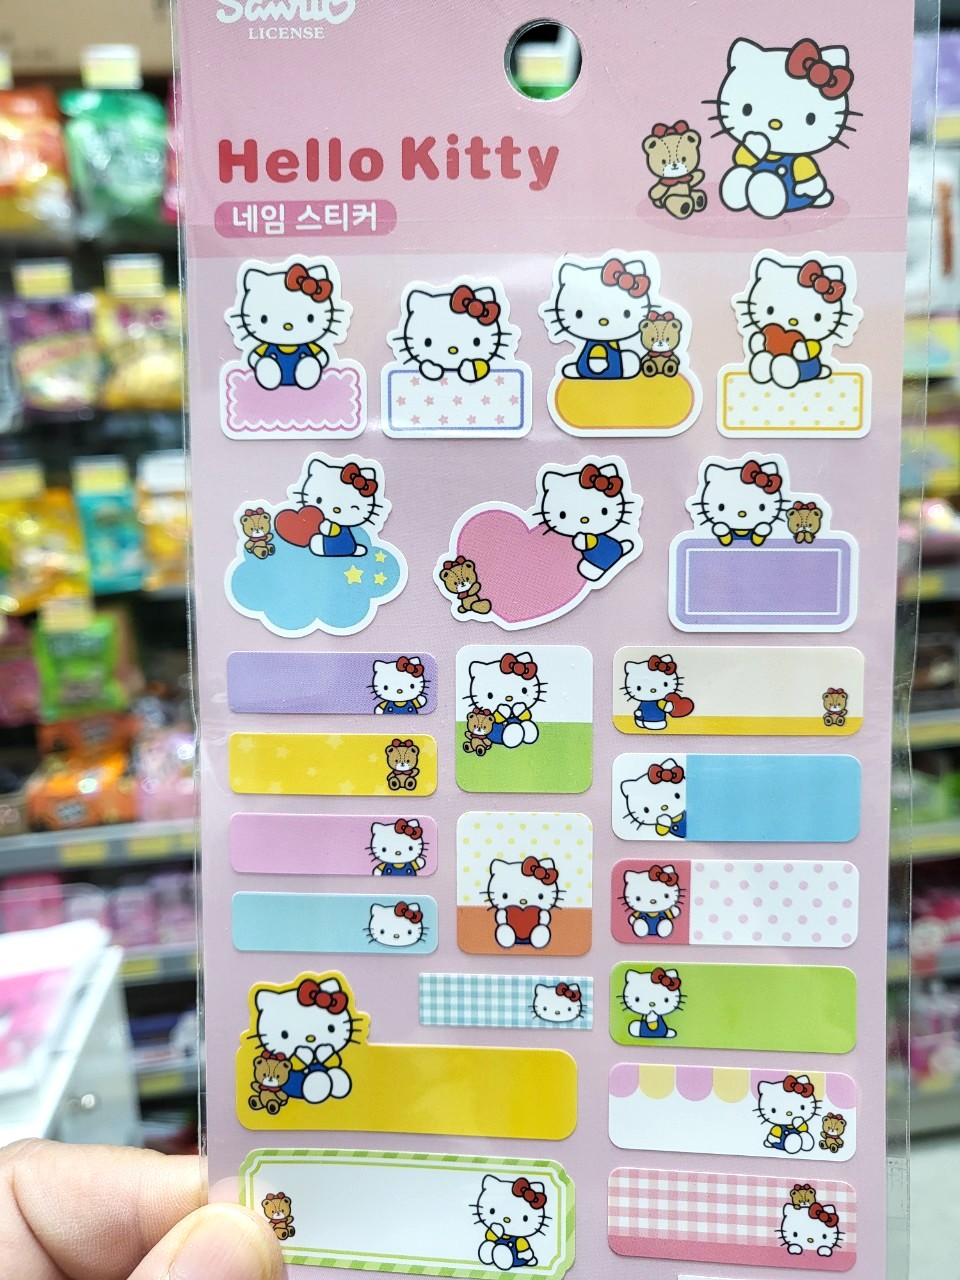 Sanrio
LICENSE
Hello Kitty
네임 스티커